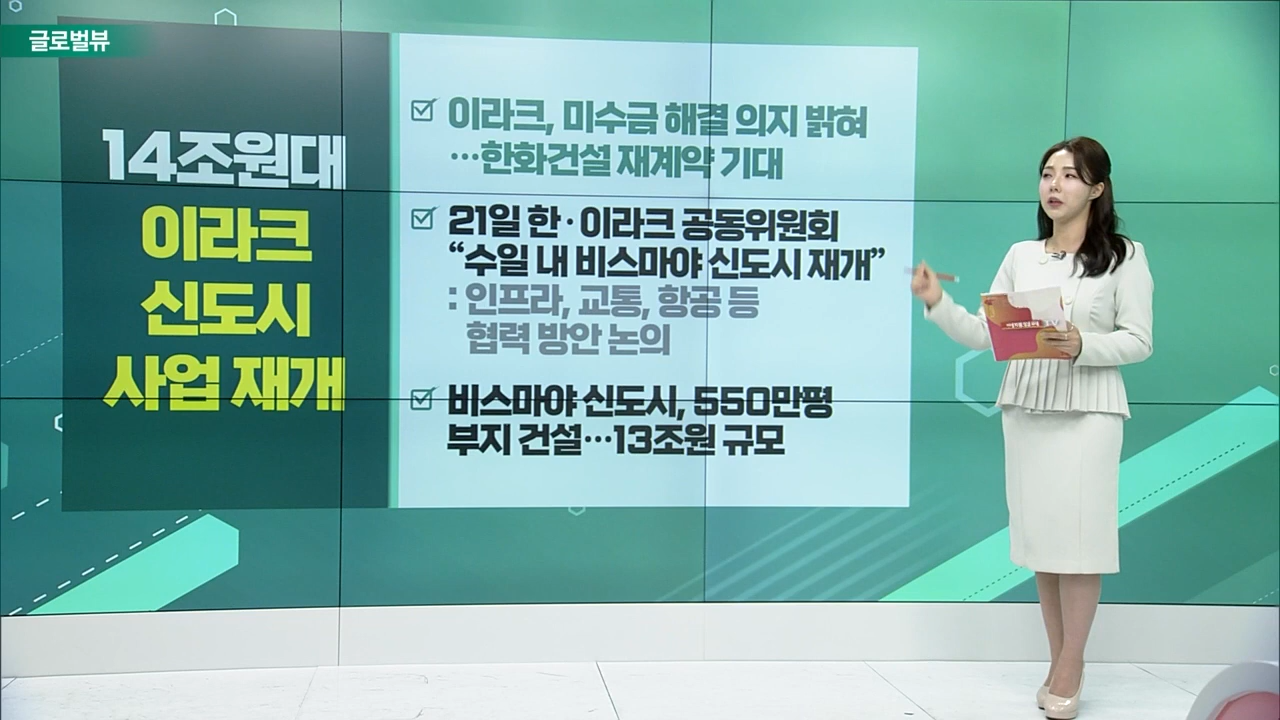 글로벌뷰
14조원대
이라크
신도시
사업 재개
이라크, 미수금 해결 의지 밝혀
…한화건설 재계약 기대
21일 한·이라크 공동위원회
“수일 내 비스마야 신도시 재개”
: 인프라, 교통, 항공 등
협력 방안 논의
비스마야 신도시, 550만평
부지 건설…13조원 규모